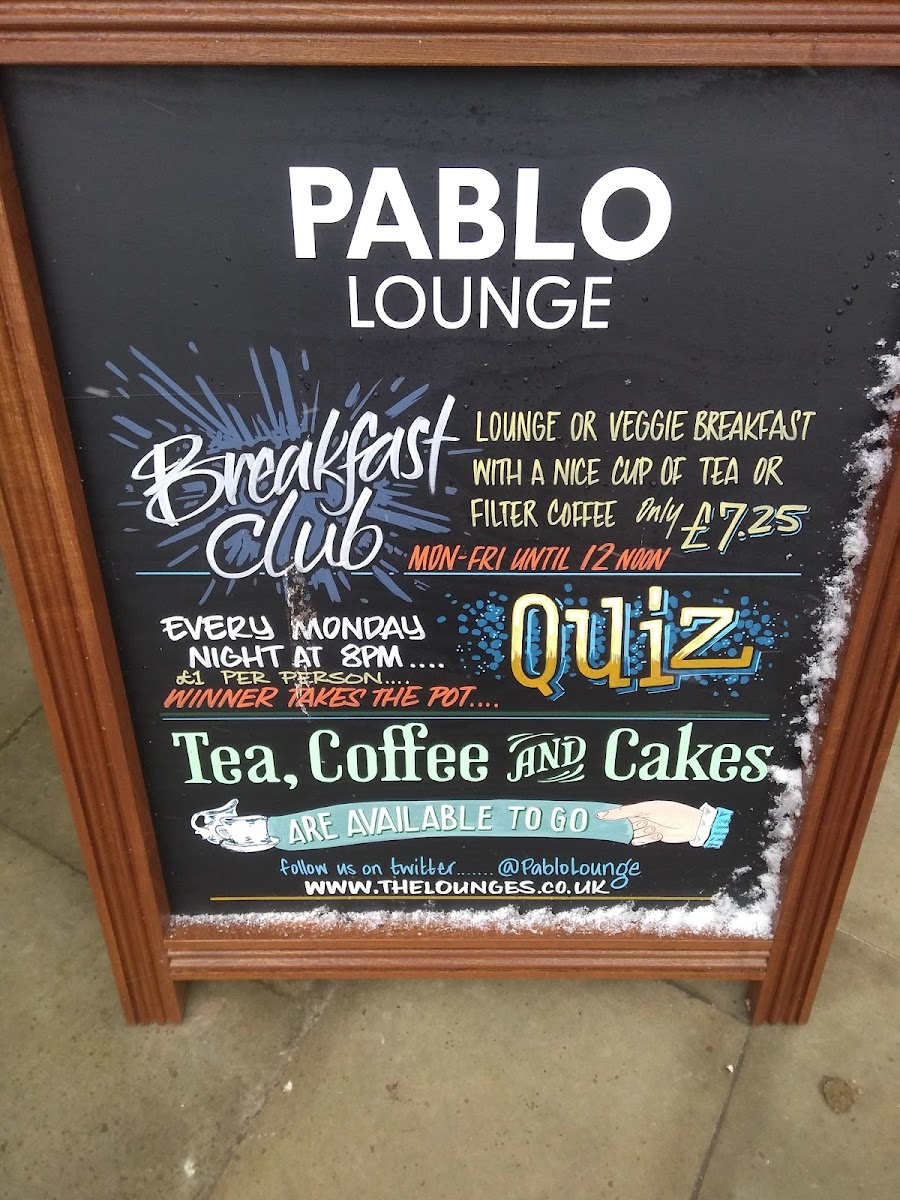 PABLO
LOUNGE
Breakfast
Club
LOUNGE OR VEGGIE BREAKFAST
WITH A NICE CUP OF TEA OR
FILTER COFFEE only £7.25
MON-FRI UNTIL 12 NOON
EVERY MONDAY
NIGHT AT 8PM....
£1 PER PERSON....
WINNER TAKES THE POT....
Quiz
Tea, Coffee AND Cakes
ARE AVAILABLE TO GO
follow us on twitter....... @PabloLounge
WWW.THELOUNGES.CO.UK